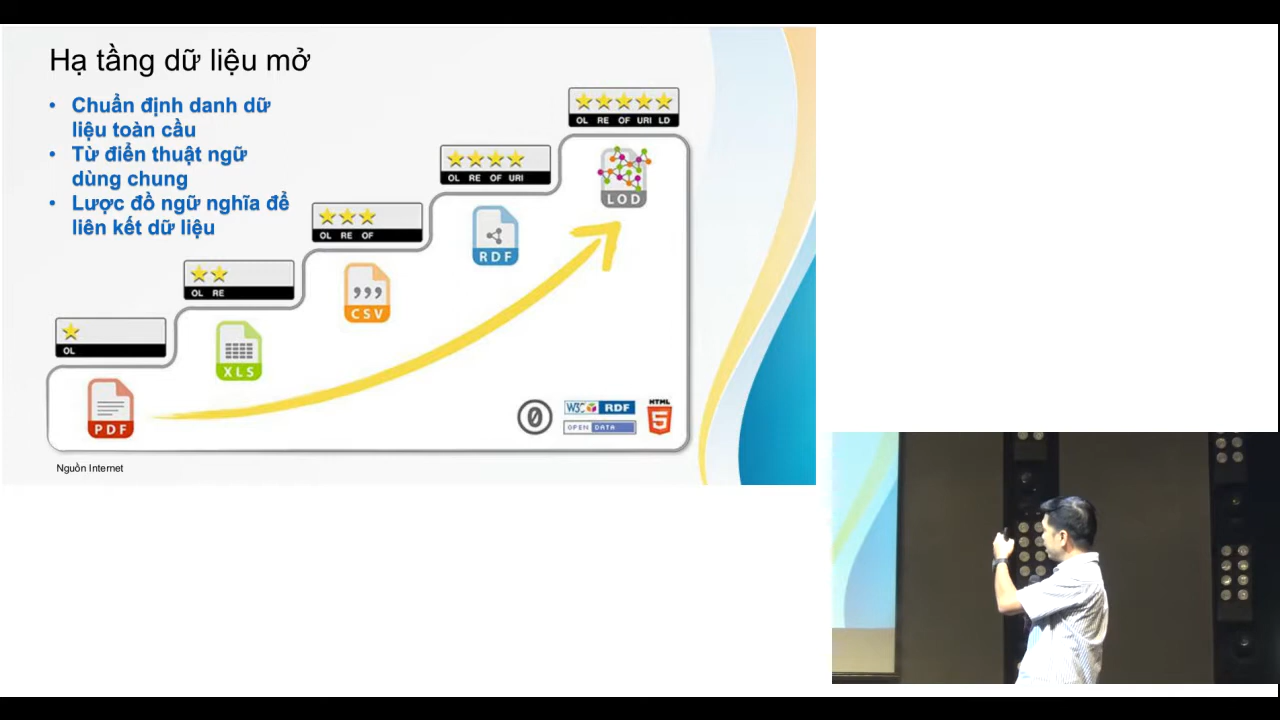 Hạ tầng dữ liệu mở
• Chuẩn định danh dữ
liệu toàn cầu
• Từ điển thuật ngữ
dùng chung
• Lược đồ ngữ nghĩa để
liên kết dữ liệu
OL RE OF URI LD
LOD
OL RE OF URI
RDF
OL RE OF
CSV
OL RE
XLS
OL
PDF
0
W3C RDF
OPEN DATA
HTML
5
Nguồn Internet